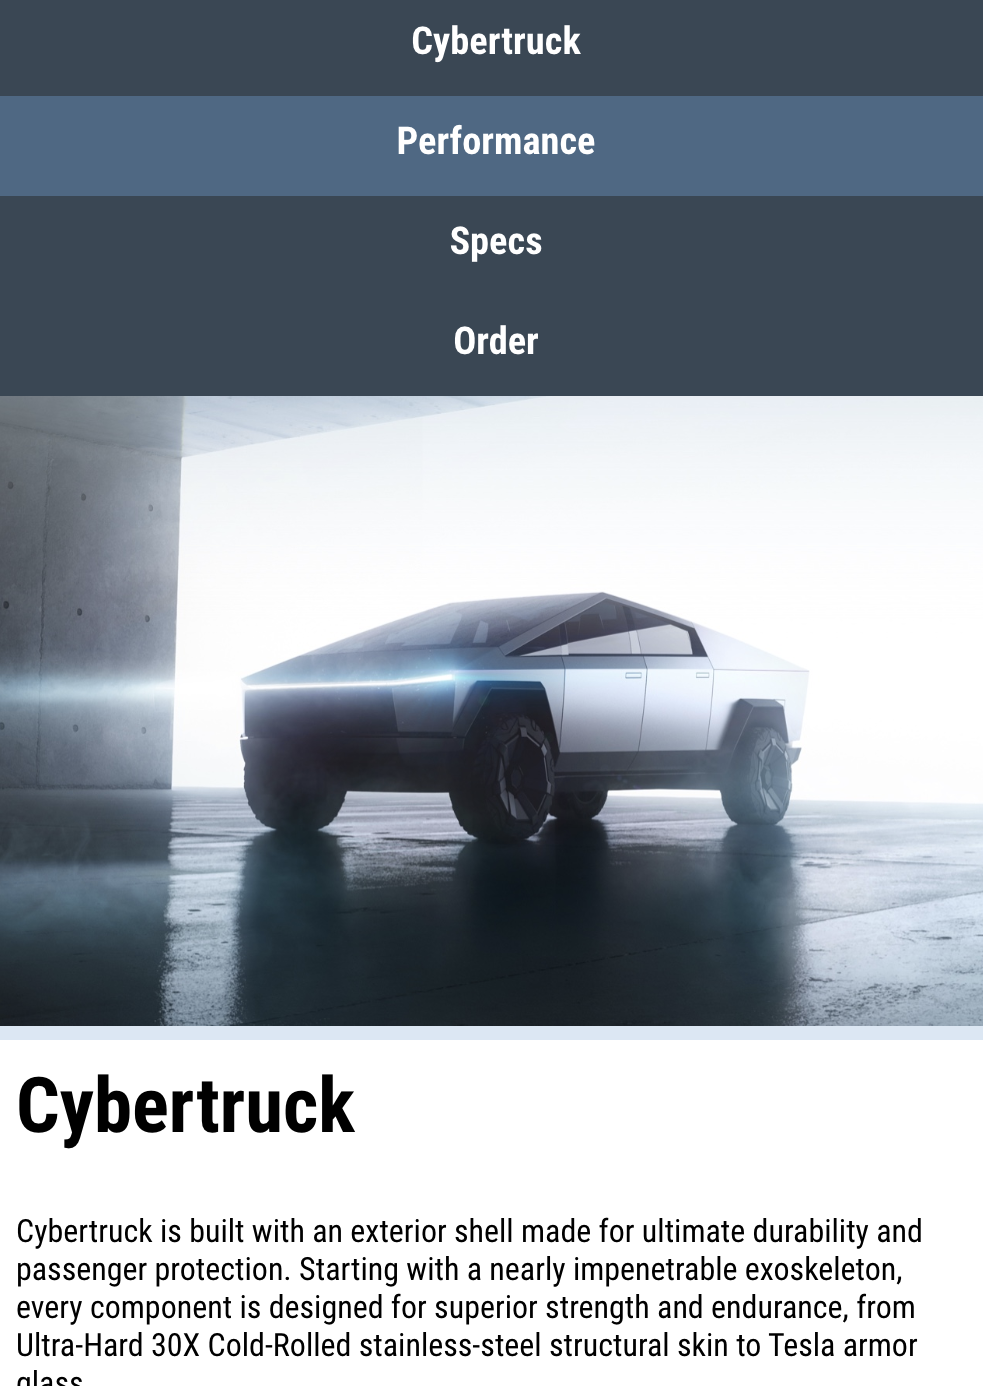 Cybertruck
Performance
Specs
Order
Cybertruck
Cybertruck is built with an exterior shell made for ultimate durability and
passenger protection. Starting with a nearly impenetrable exoskeleton,
every component is designed for superior strength and endurance, from
Ultra-Hard 30X Cold-Rolled stainless-steel structural skin to Tesla armor
glass.